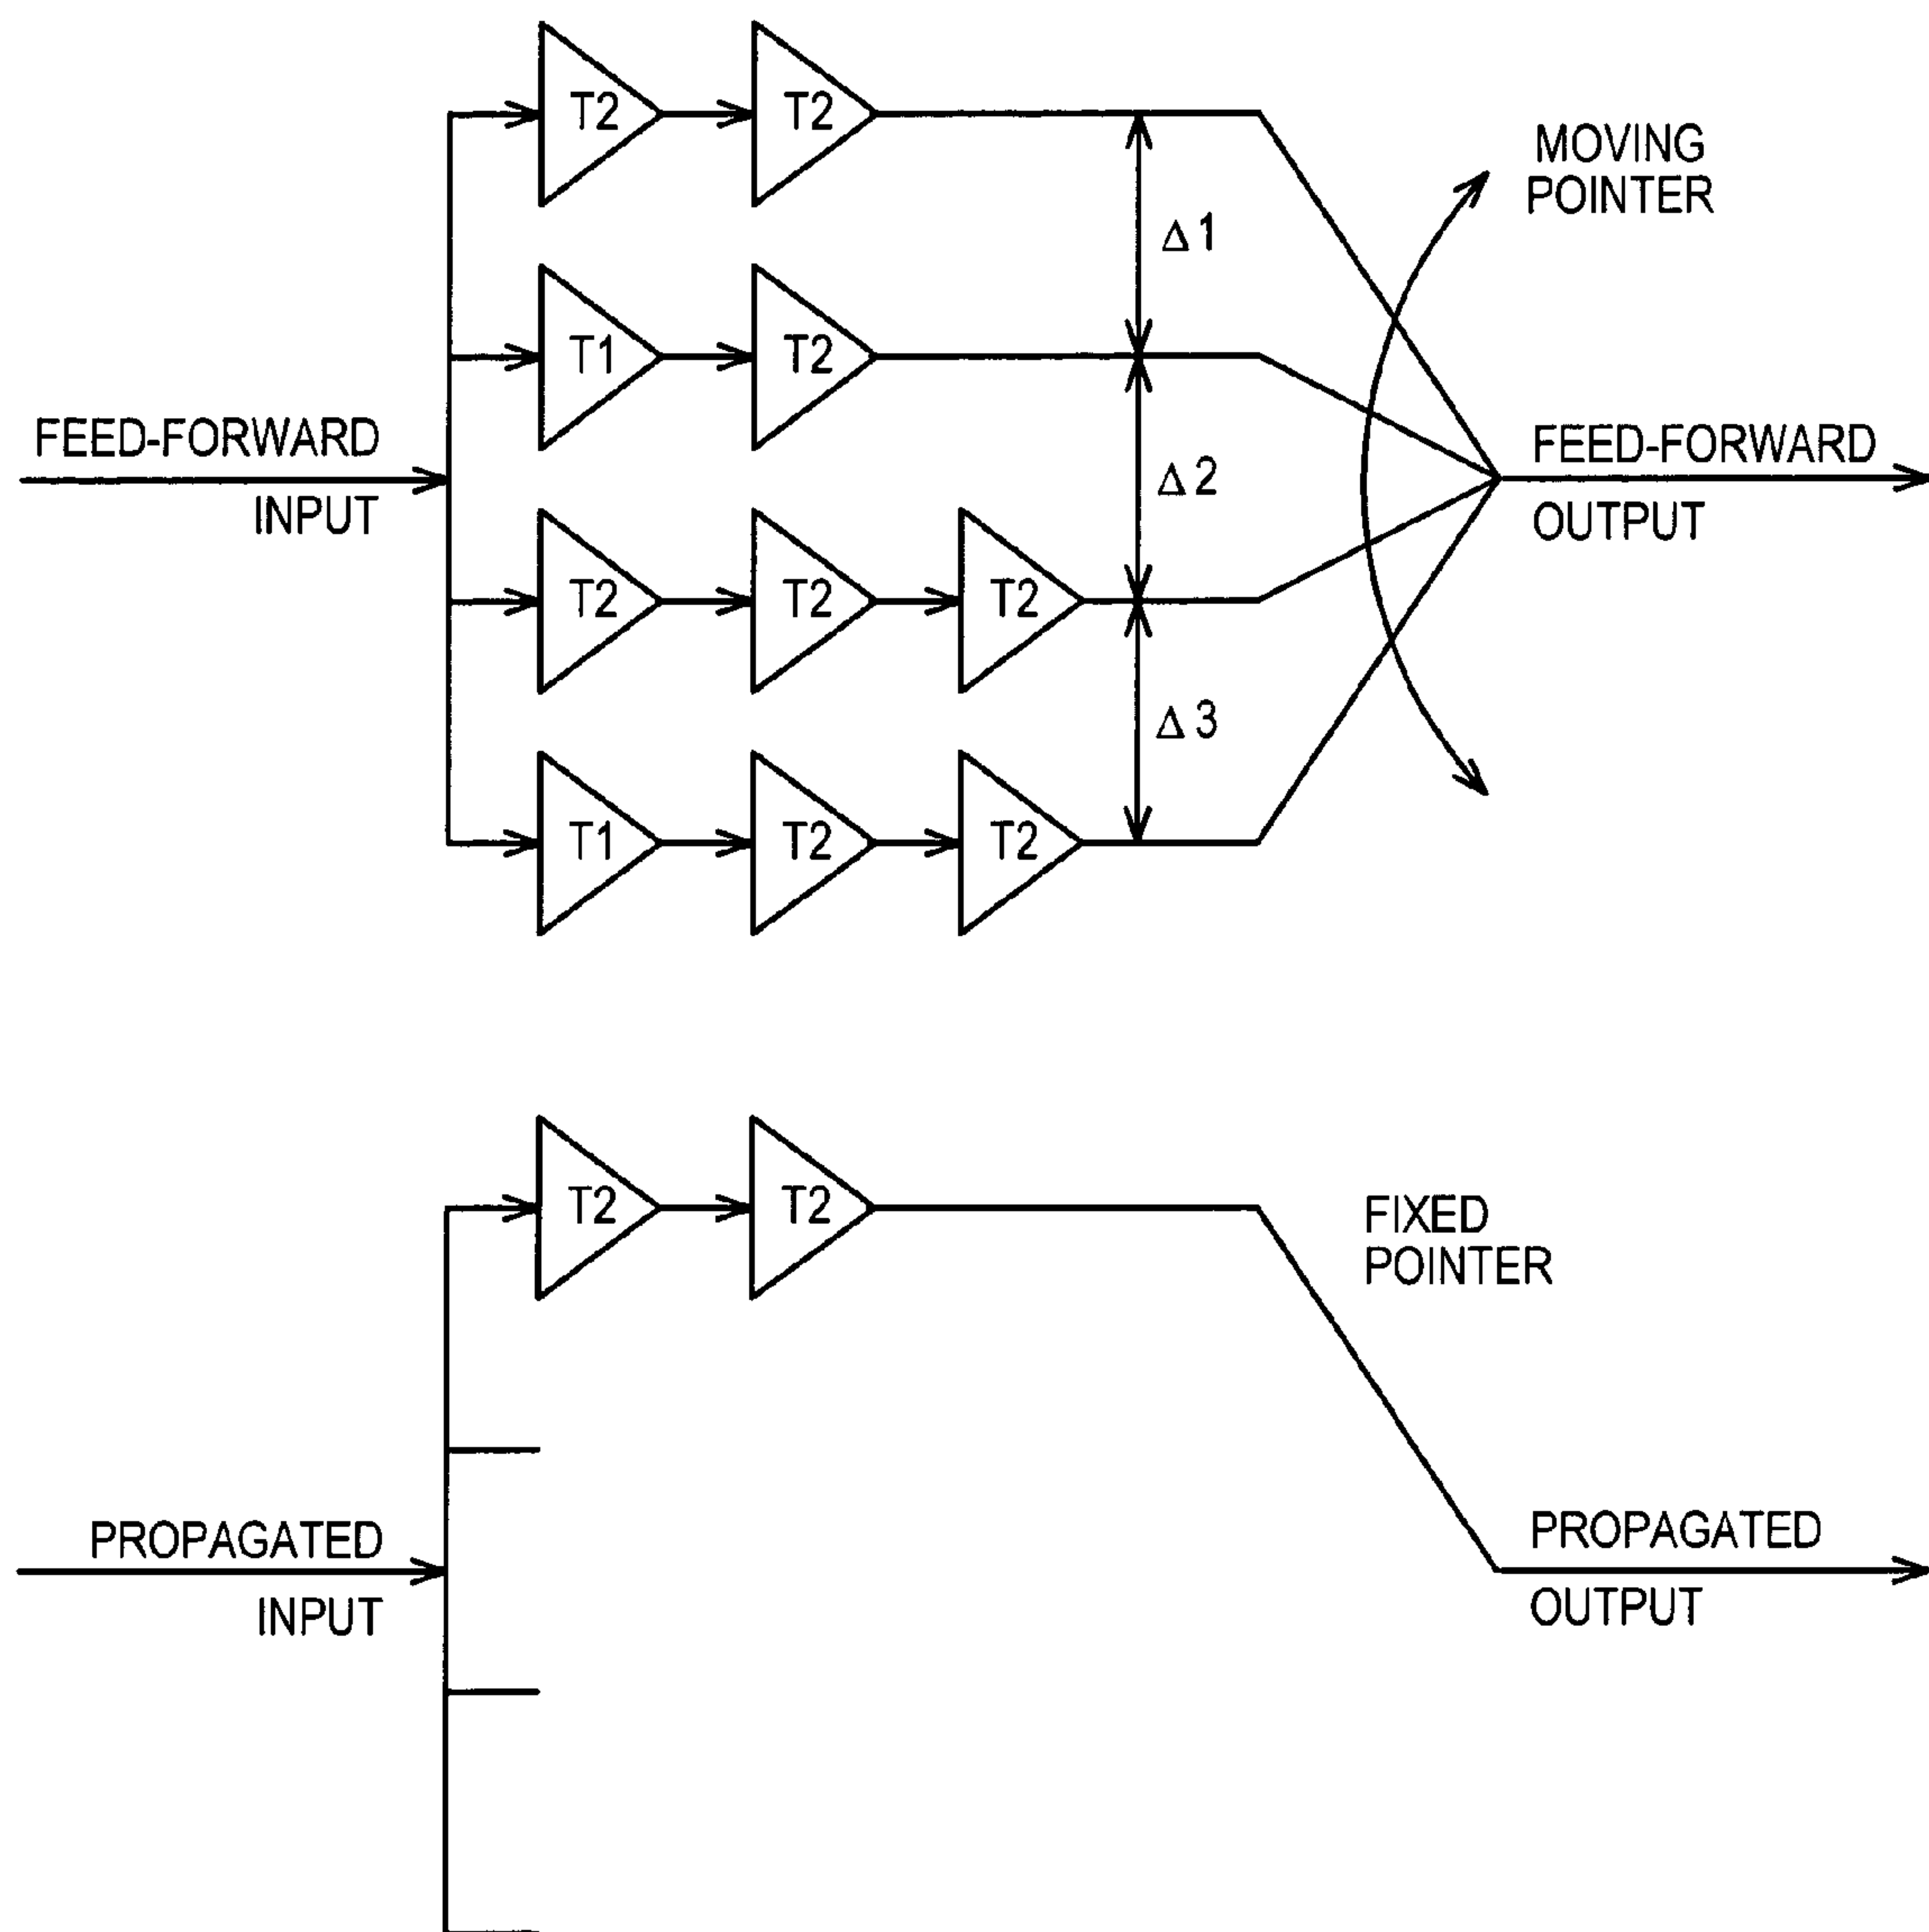 T2 T2
MOVING
POINTER
Δ1
T1 T2
FEED-FORWARD
INPUT
FEED-FORWARD
OUTPUT
Δ2
T2 T2 T2
Δ3
T1 T2 T2
T2 T2
FIXED
POINTER
PROPAGATED
INPUT
PROPAGATED
OUTPUT